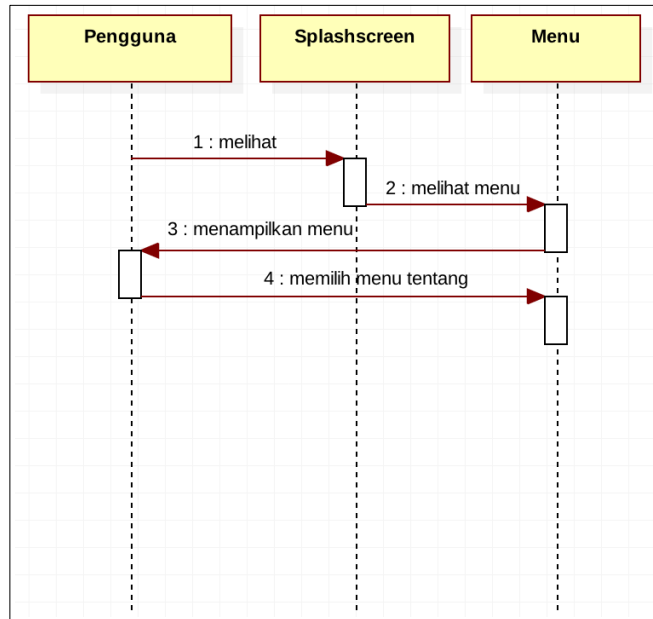 Pengguna
Splashscreen
Menu
1 : melihat
2 : melihat menu
3 : menampilkan menu
4 : memilih menu tentang